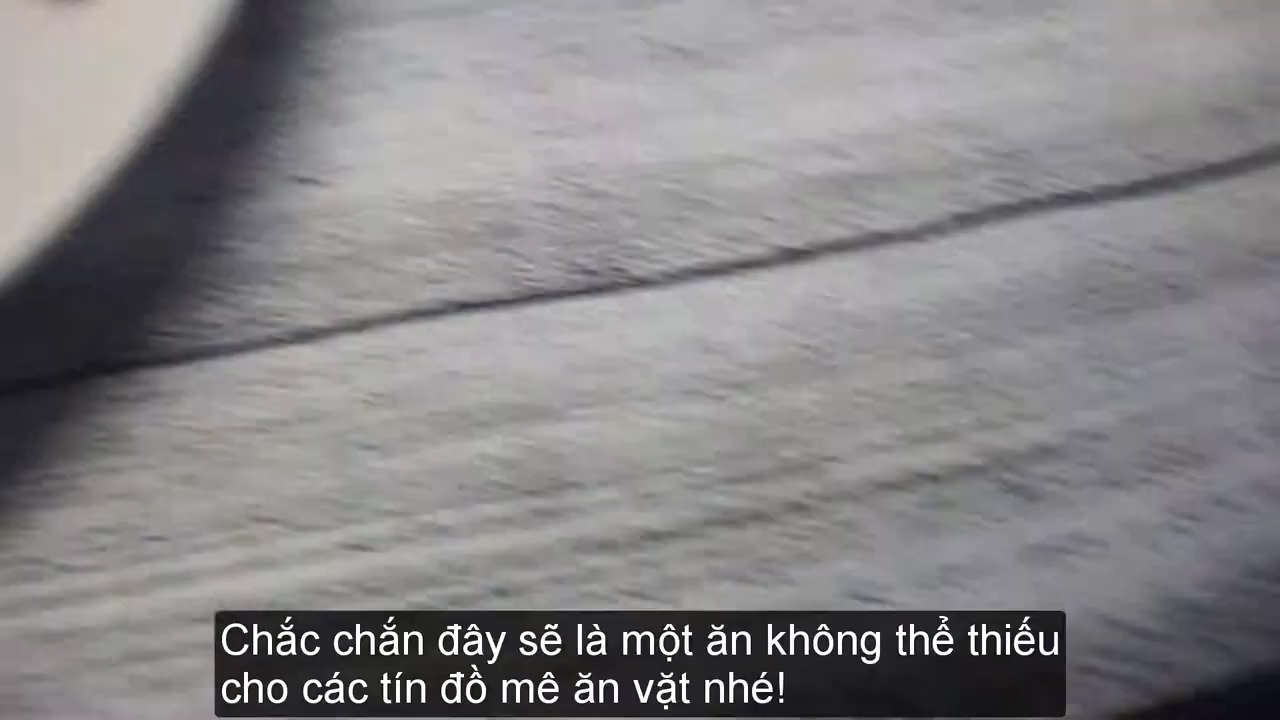 Chắc chắn đây sẽ là một ăn không thể thiếu
cho các tín đồ mê ăn vặt nhé!